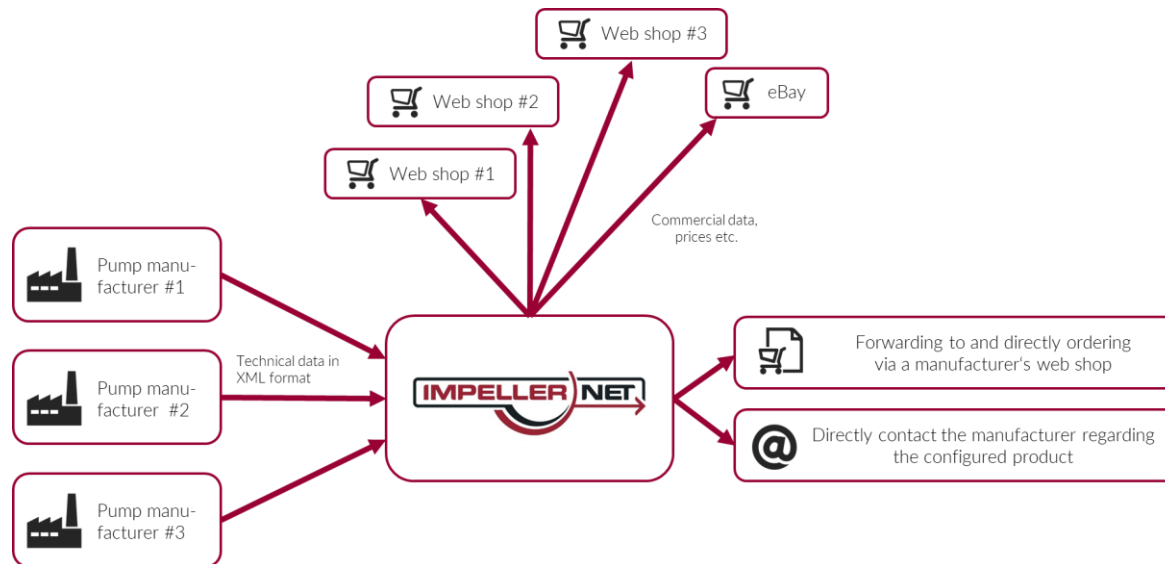 Web shop #3
Web shop #2
eBay
Web shop #1
Commercial data,
prices etc.
Pump manu-
facturer #1
Technical data in
XML format
Pump manu-
facturer #2
Pump manu-
facturer #3
IMPELLER NET
Forwarding to and directly ordering
via a manufacturer‘s web shop
@
Directly contact the manufacturer regarding
the configured product